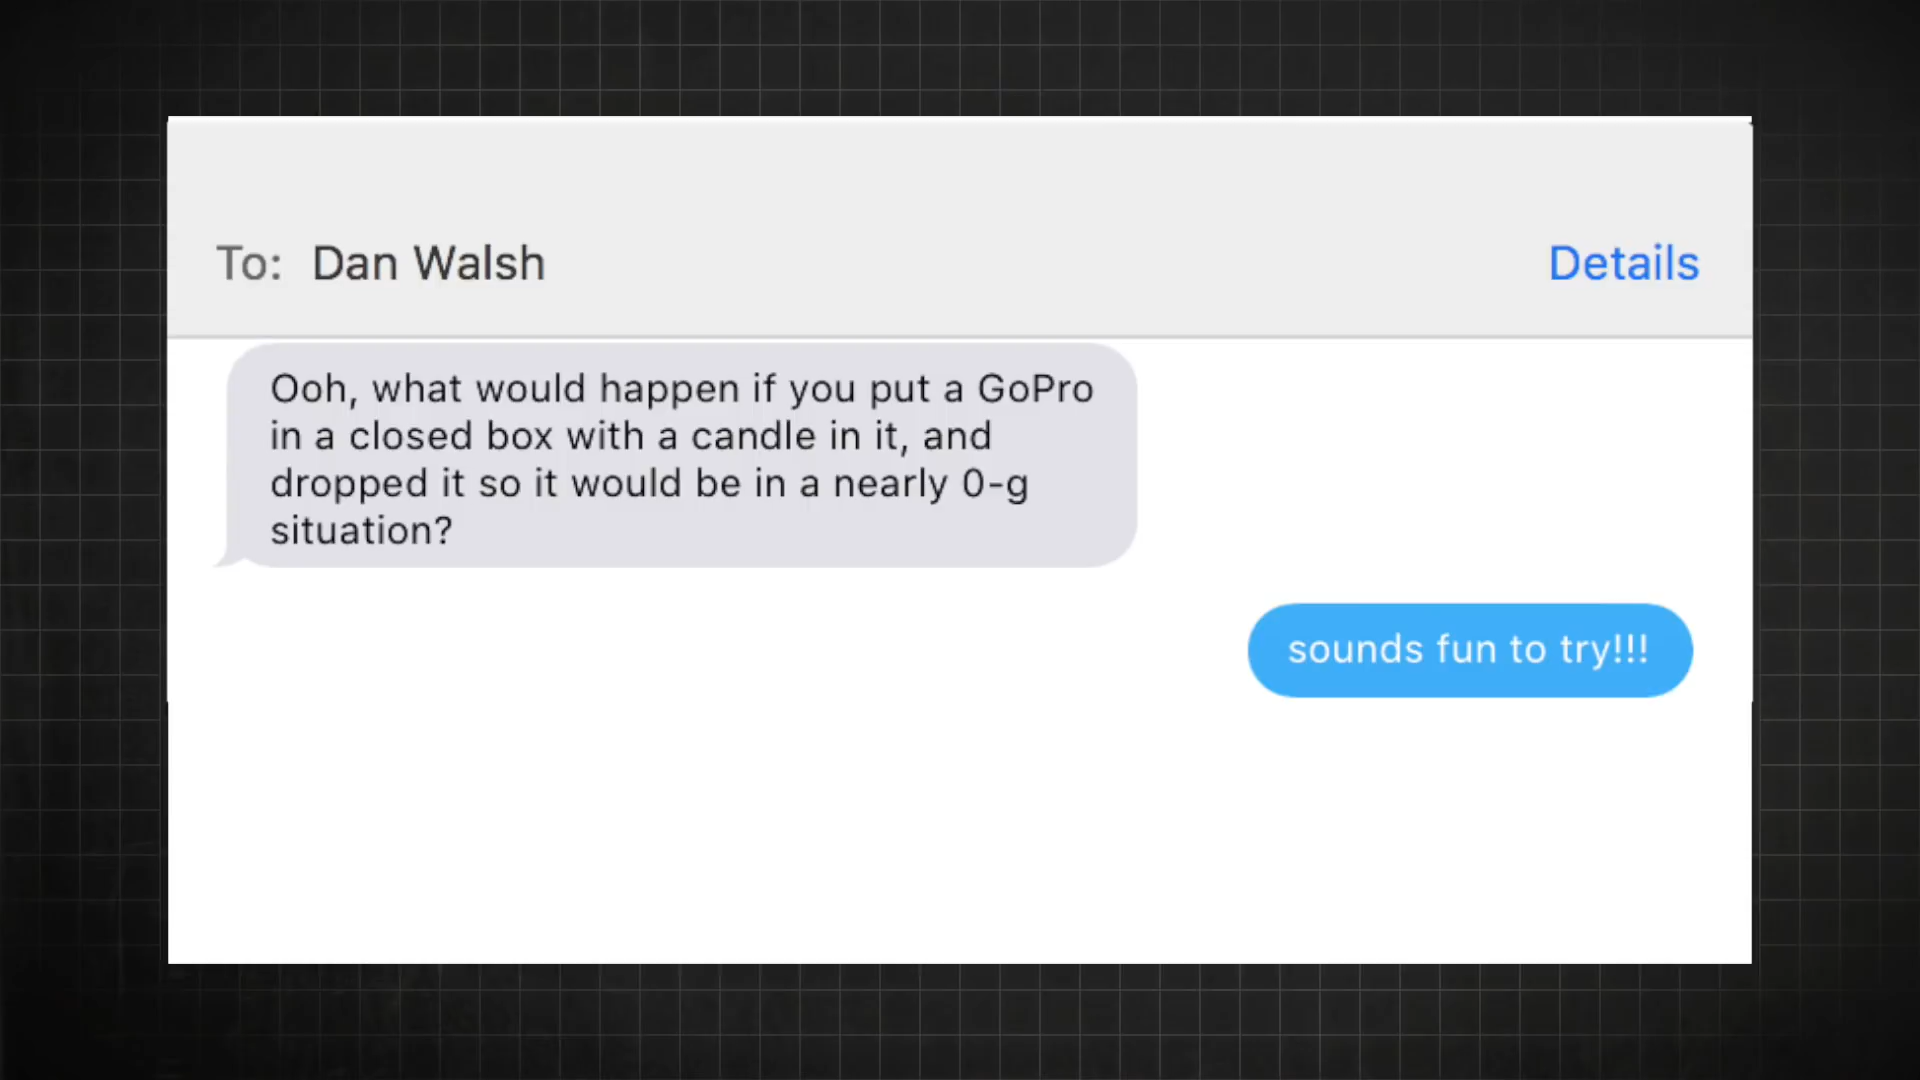 To: Dan Walsh Details
Ooh, what would happen if you put a GoPro
in a closed box with a candle in it, and
dropped it so it would be in a nearly 0-g
situation?
sounds fun to try!!!